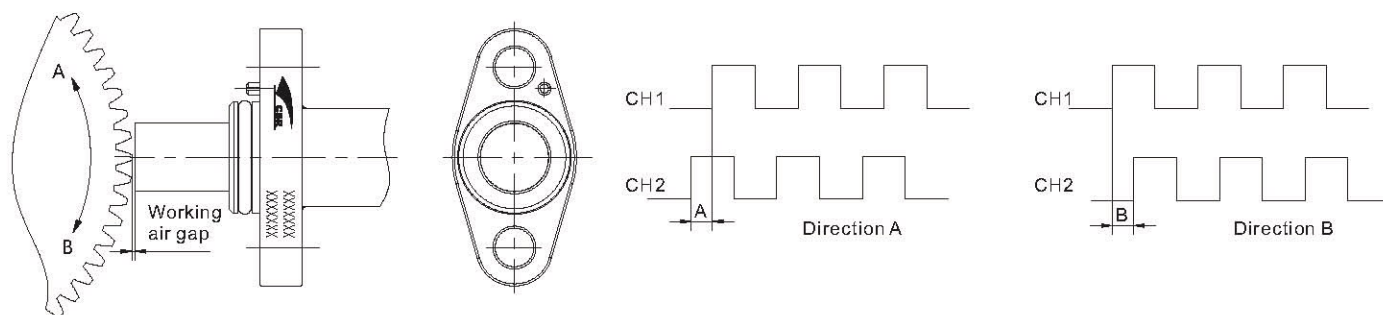 A
B
Working
air gap
CH1
CH2
A
Direction A
CH1
CH2
B
Direction B